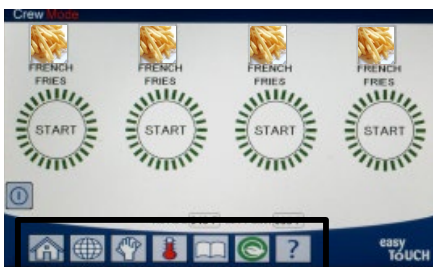 Crew Mode
FRENCH FRENCH FRENCH FRENCH
FRIES FRIES FRIES FRIES
START START START START
?
easy
ToUCH